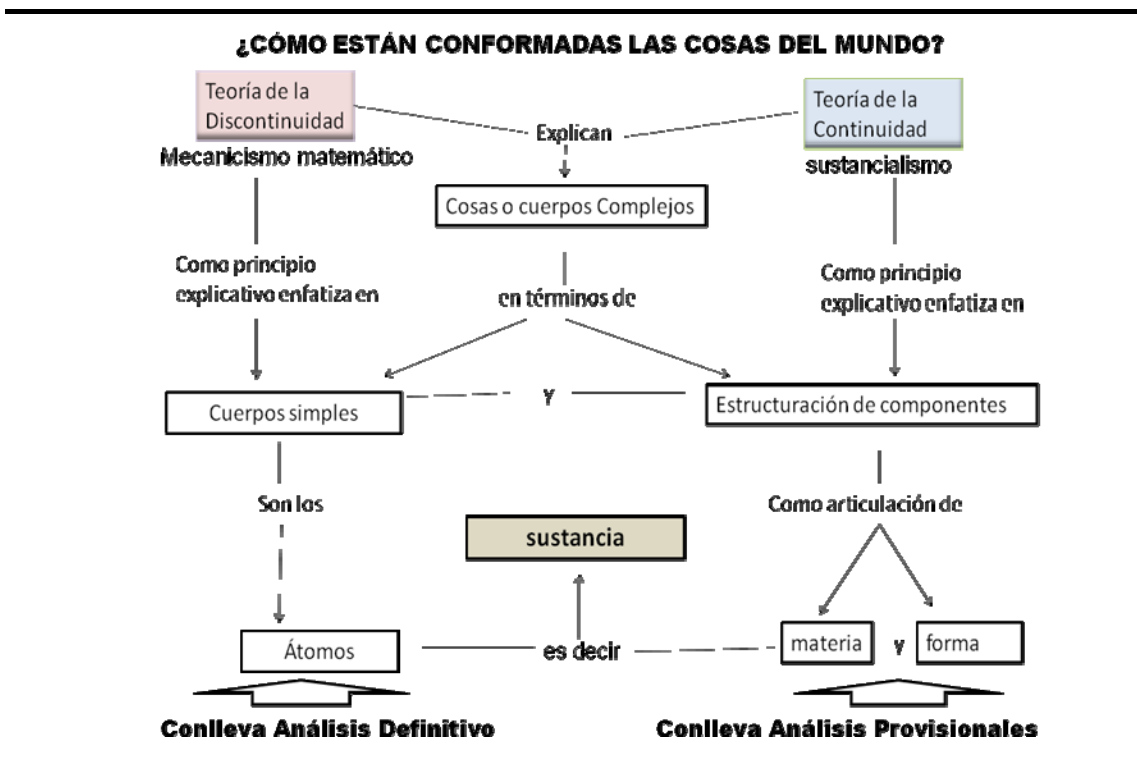 ¿CÓMO ESTÁN CONFORMADAS LAS COSAS DEL MUNDO?
Teoría de la
Discontinuidad
Mecanicismo matemático
Explican
Teoría de la
Continuidad
sustancialismo
Cosas o cuerpos Complejos
Como principio
explicativo enfatiza en
en términos de
Como principio
explicativo enfatiza en
Cuerpos simples
y
Estructuración de componentes
Son los
Como articulación de
sustancia
Átomos
es decir
materia
y
forma
Conlleva Análisis Definitivo
Conlleva Análisis Provisionales